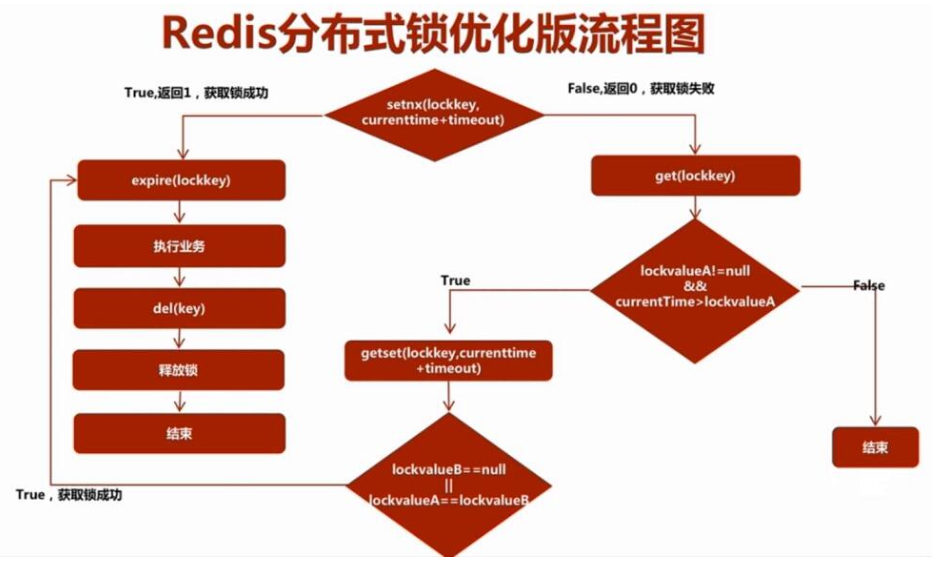 Redis分布式锁优化版流程图
True,返回1，获取锁成功
False,返回0，获取锁失败
setnx(lockkey,
currenttime+timeout)
expire(lockkey)
get(lockkey)
执行业务
lockvalueA!=null
&&
currentTime>lockvalueA
True
False
del(key)
getset(lockkey,currenttime
+timeout)
释放锁
结束
结束
lockvalueB==null
||
lockvalueA==lockvalueB
True，获取锁成功